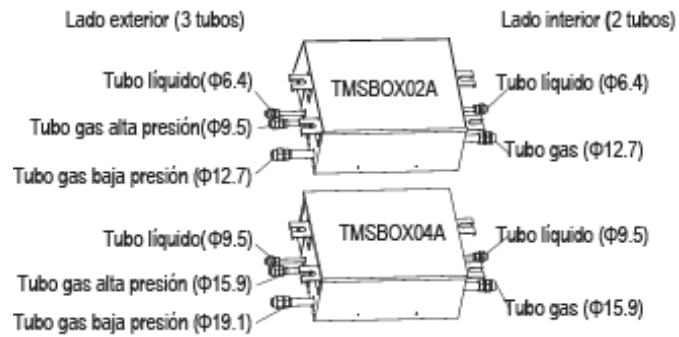 Lado exterior (3 tubos)
Lado interior (2 tubos)
Tubo líquido(Φ6.4)
TMSBOX02A
Tubo líquido (Φ6.4)
Tubo gas alta presión(Φ9.5)
Tubo gas (Φ12.7)
Tubo gas baja presión (Φ12.7)
Tubo líquido(Φ9.5)
TMSBOX04A
Tubo líquido (Φ9.5)
Tubo gas alta presión (Φ15.9)
Tubo gas (Φ15.9)
Tubo gas baja presión (Φ19.1)